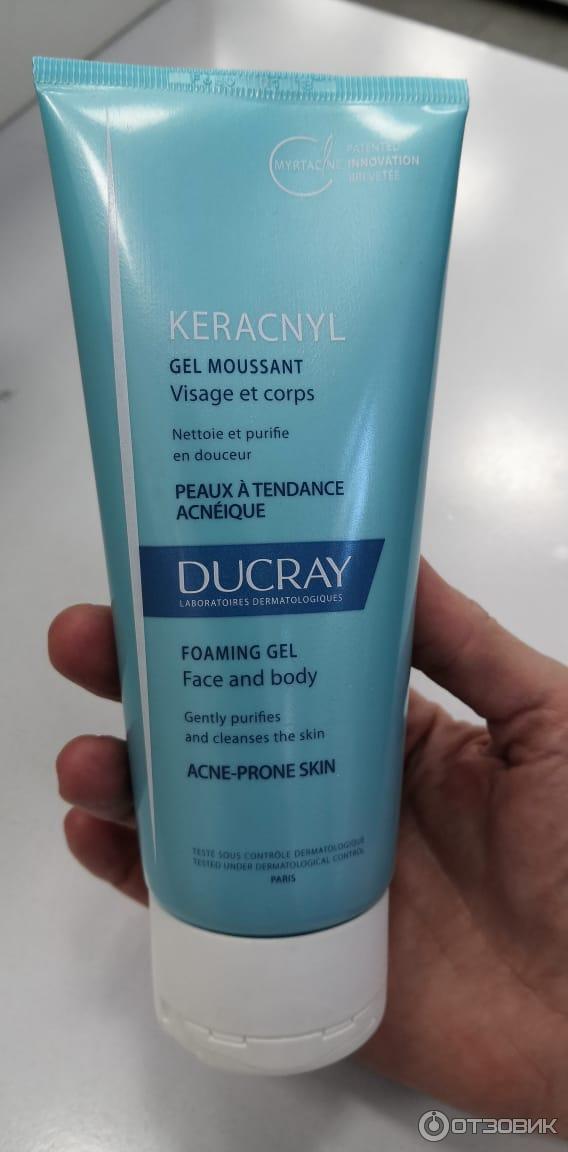 MYRTACINE
PATENTED
INNOVATION
BREVETÉE
KERACNYL
GEL MOUSSANT
Visage et corps
Nettoie et purifie
en douceur
PEAUX À TENDANCE
ACNÉIQUE
DUCRAY
LABORATOIRES DERMATOLOGIQUES
FOAMING GEL
Face and body
Gently purifies
and cleanses the skin
ACNE-PRONE SKIN
TESTÉ SOUS CONTRÔLE DERMATOLOGIQUE
TESTED UNDER DERMATOLOGICAL CONTROL
PARIS
ОТЗОВИК